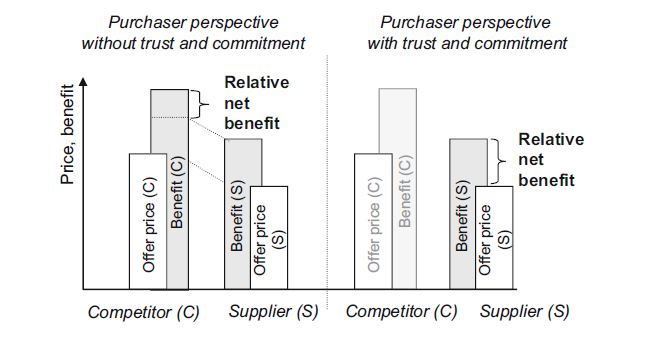 Purchaser perspective
without trust and commitment
Purchaser perspective
with trust and commitment
Price, benefit
Relative
net
benefit
Offer price (C)
Benefit (C)
Benefit (S)
Offer price
(S)
Competitor (C)
Supplier (S)
Offer price (C)
Benefit (C)
Benefit (S)
Offer price
(S)
Relative
net
benefit
Competitor (C)
Supplier (S)